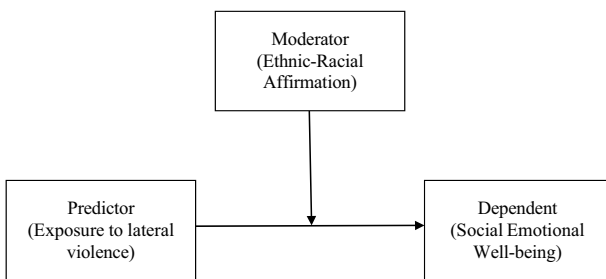 Moderator
(Ethnic-Racial
Affirmation)
Predictor
(Exposure to lateral
violence)
Dependent
(Social Emotional
Well-being)